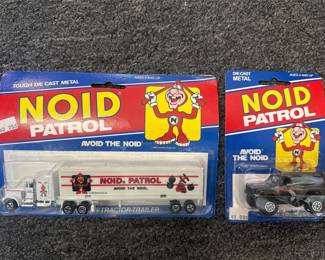 TOUGH DIE CAST METAL
NOID
PATROL
AVOID THE NOID
N
NOID PATROL
AVOID THE NOID.
TRACTOR-TRAILER
DIE CAST METAL
NOID
PATROL
AVOID
THE NOID
N